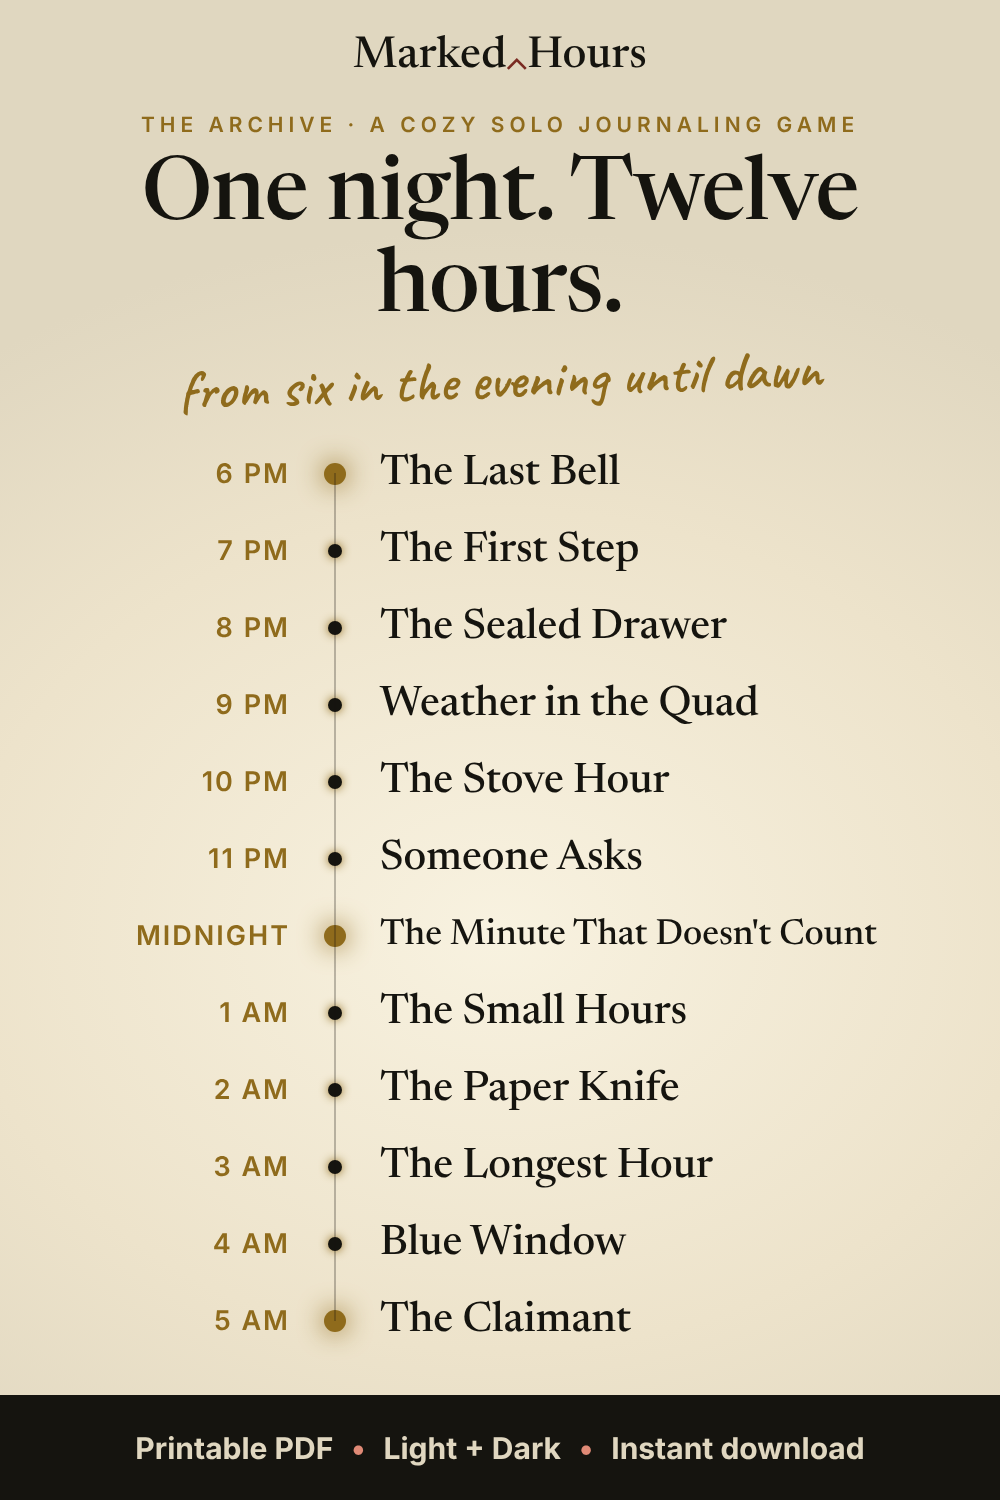 Marked‸Hours
THE ARCHIVE · A COZY SOLO JOURNALING GAME
One night. Twelve
hours.
from six in the evening until dawn
6 PM The Last Bell
7 PM The First Step
8 PM The Sealed Drawer
9 PM Weather in the Quad
10 PM The Stove Hour
11 PM Someone Asks
MIDNIGHT The Minute That Doesn't Count
1 AM The Small Hours
2 AM The Paper Knife
3 AM The Longest Hour
4 AM Blue Window
5 AM The Claimant
Printable PDF • Light + Dark • Instant download